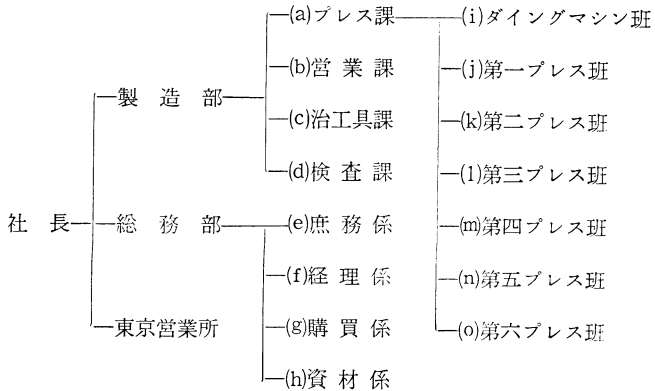 (a)プレス課 (i)ダイングマシン班
(b)営業課 (j)第一プレス班
製造部
(c)治工具課 (k)第二プレス班
(d)検査課 (l)第三プレス班
社長 総務部 (e)庶務係 (m)第四プレス班
(f)経理係 (n)第五プレス班
東京営業所 (g)購買係 (o)第六プレス班
(h)資材係